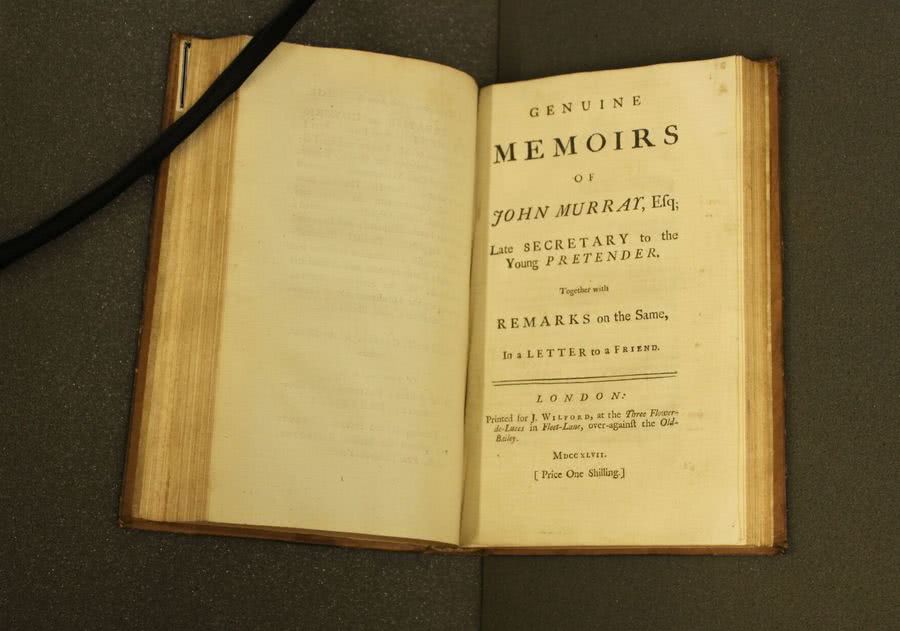 GENUINE
MEMOIRS
OF
JOHN MURRAY, Eſq;
Late SECRETARY to the
Young PRETENDER.
Together with
REMARKS on the Same,
In a LETTER to a FRIEND.
LONDON:
Printed for J. WILFORD, at the Three Flower-
de-Luces in Fleet-Lane, over-againſt the Old-
Bailey.
MDCCXLVII.
[ Price One Shilling.]